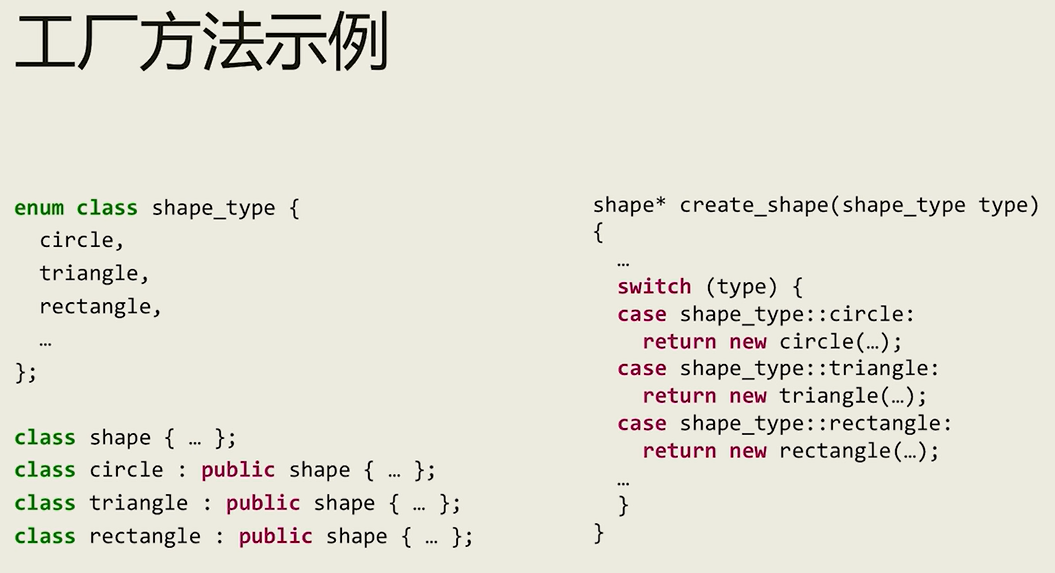 工厂方法示例
enum class shape_type {
  circle,
  triangle,
  rectangle,
  …
};
class shape { … };
class circle : public shape { … };
class triangle : public shape { … };
class rectangle : public shape { … };
shape* create_shape(shape_type type)
{
  …
  switch (type) {
  case shape_type::circle:
    return new circle(…);
  case shape_type::triangle:
    return new triangle(…);
  case shape_type::rectangle:
    return new rectangle(…);
  …
  }
}